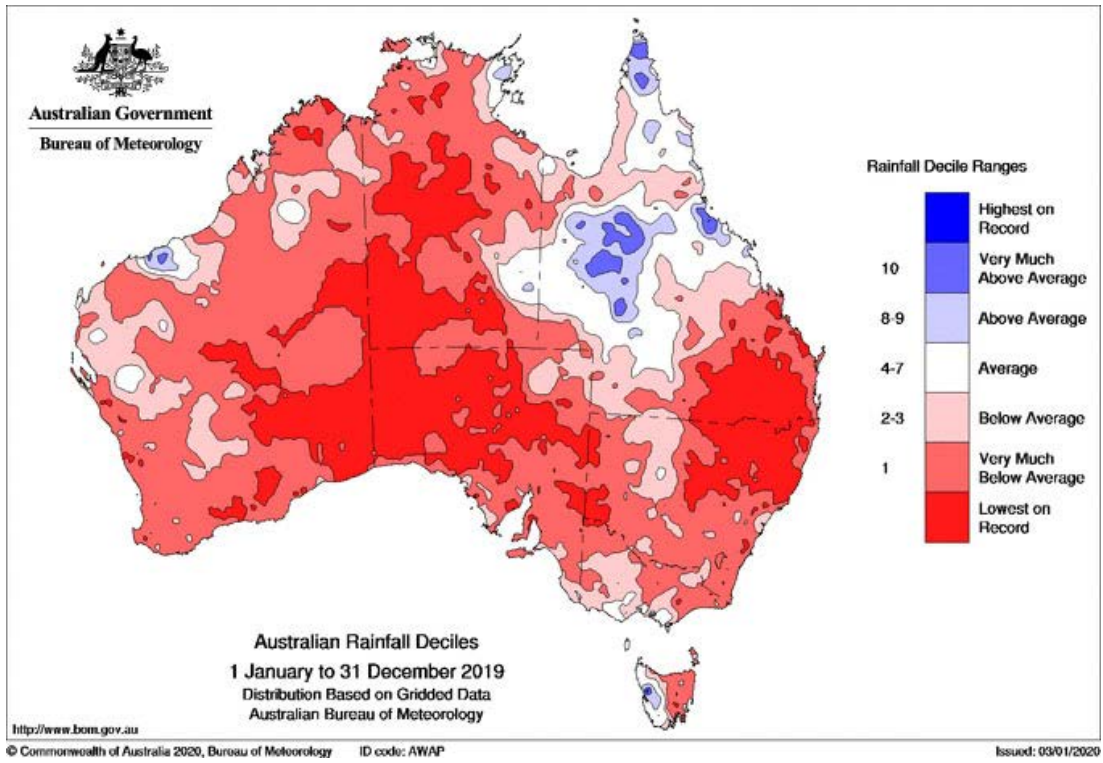 Australian Government
Bureau of Meteorology
Rainfall Decile Ranges
Highest on
Record
10
Very Much
Above Average
8-9
Above Average
4-7
Average
2-3
Below Average
1
Very Much
Below Average
Lowest on
Record
Australian Rainfall Deciles
1 January to 31 December 2019
Distribution Based on Gridded Data
Australian Bureau of Meteorology
http://www.bom.gov.au
© Commonwealth of Australia 2020, Bureau of Meteorology ID code: AWAP Issued: 03/01/2020